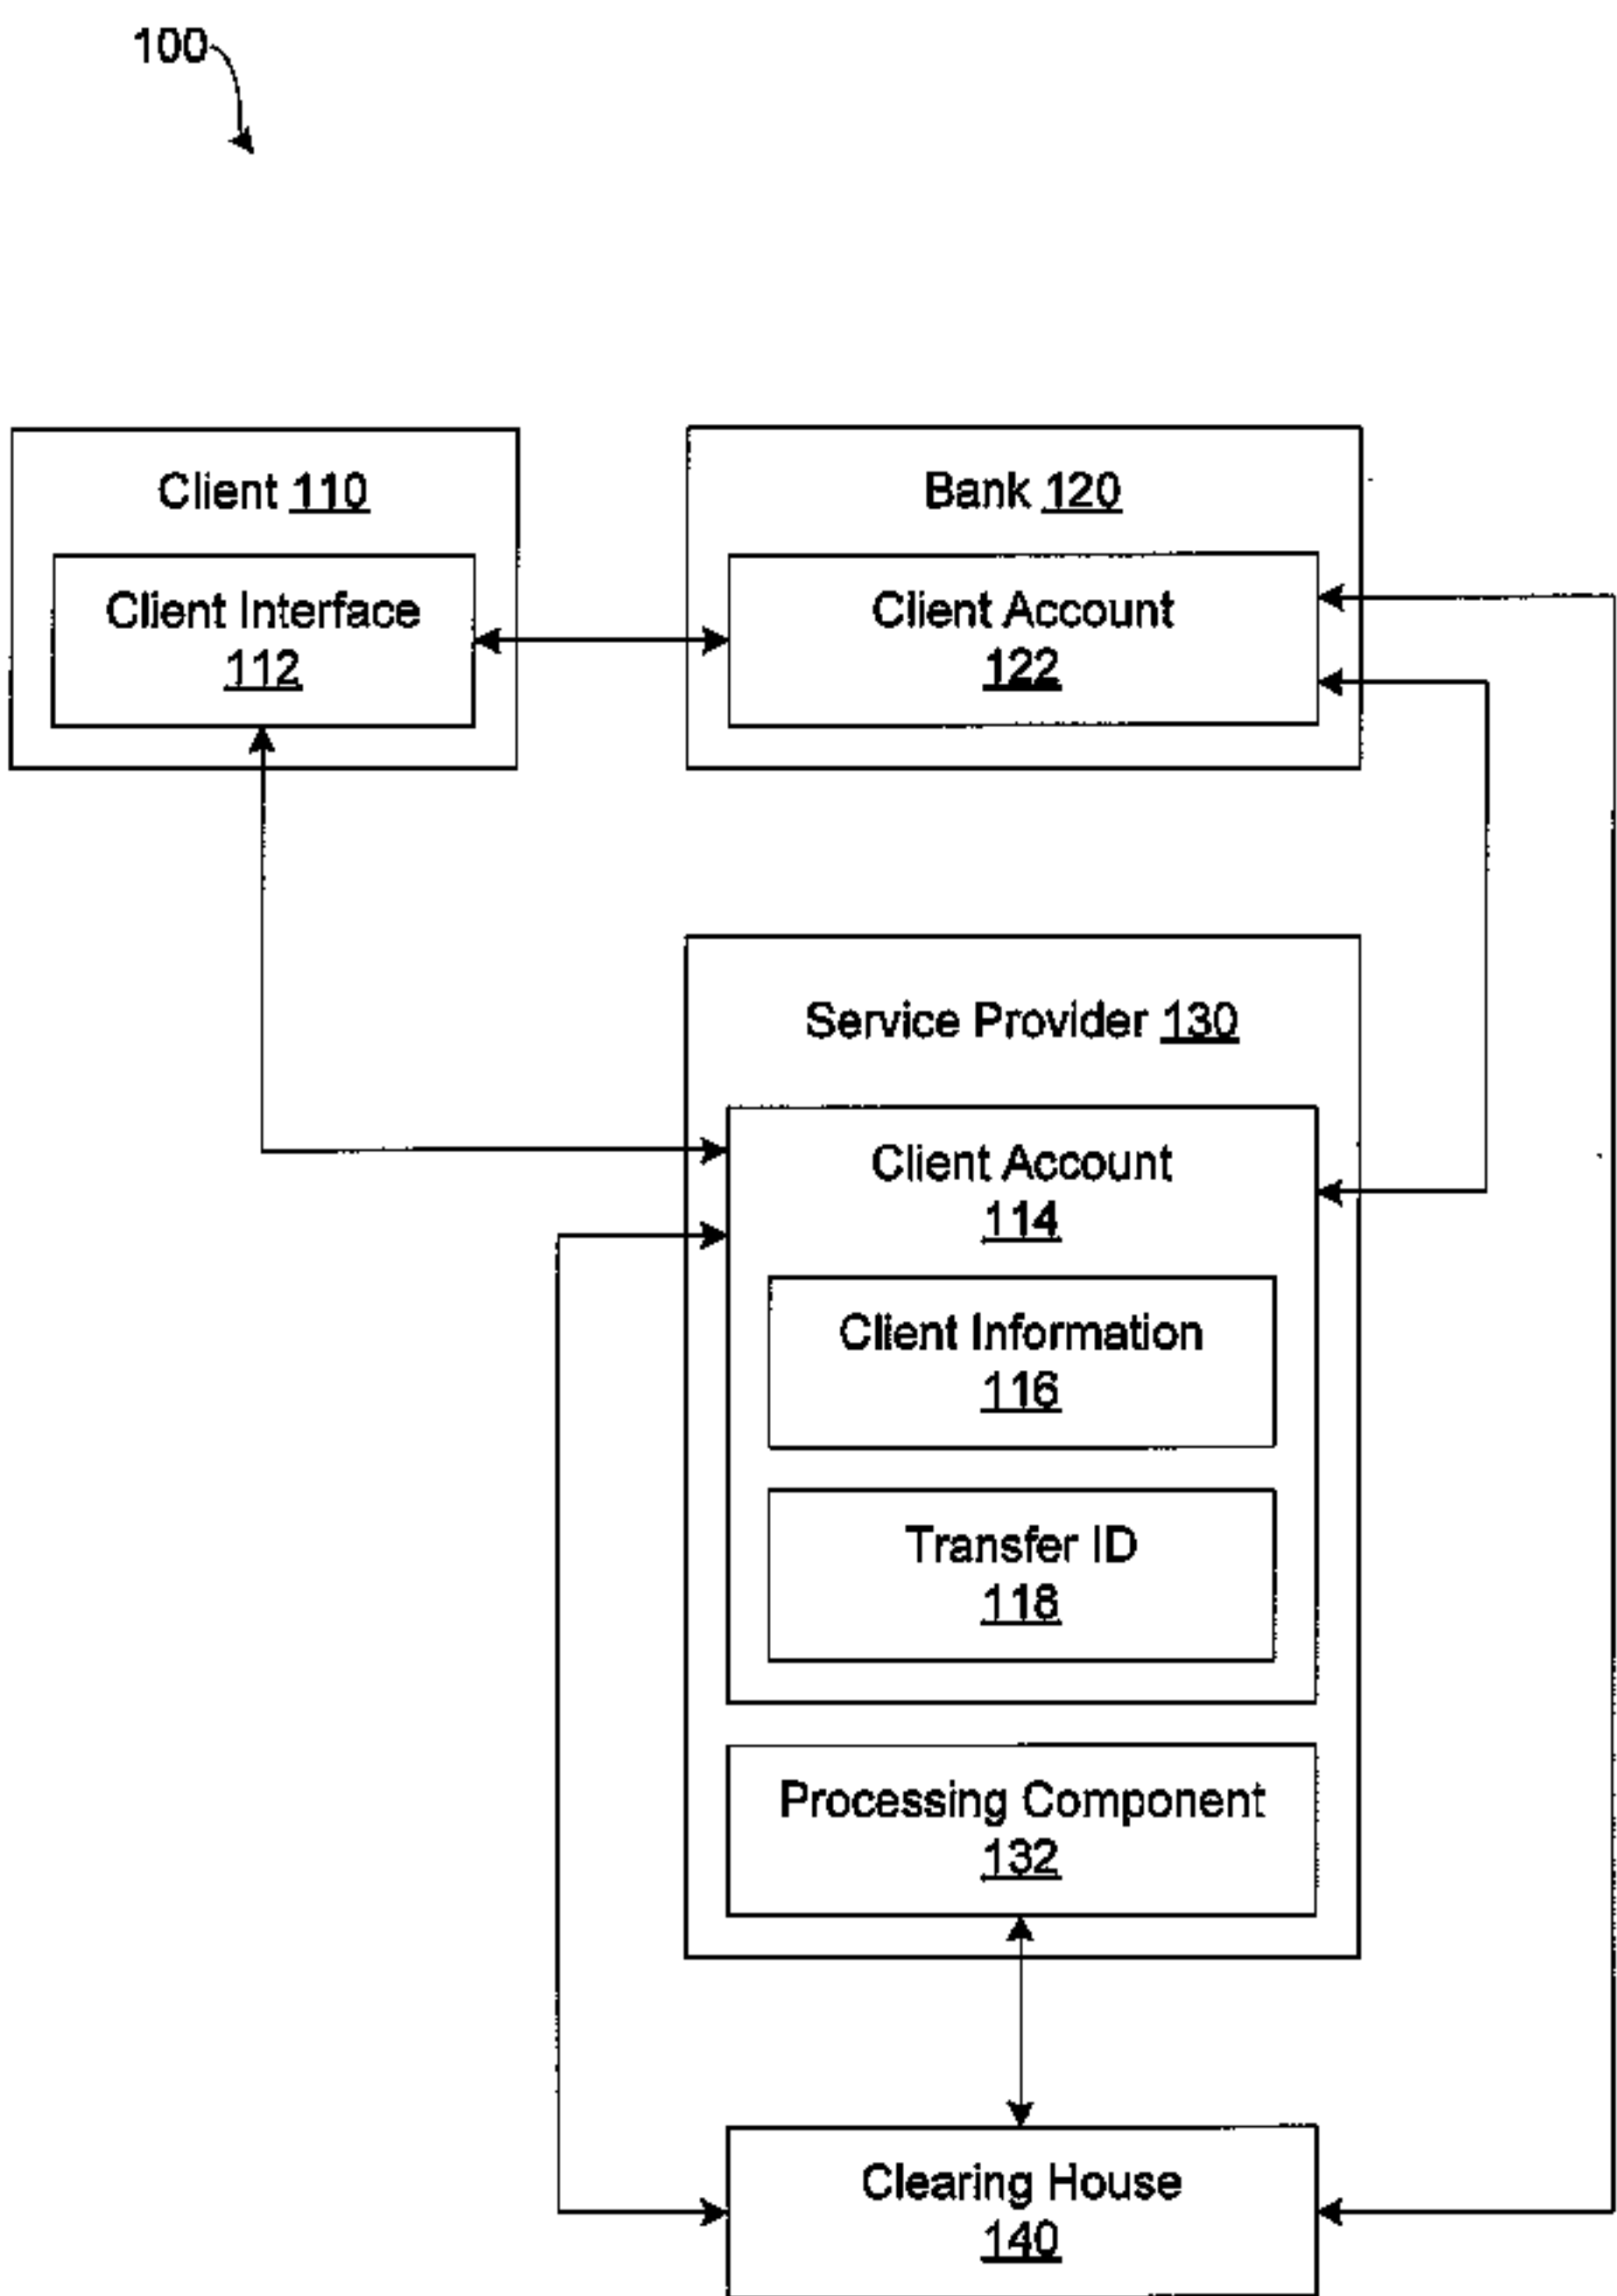 100
Client 110
Client Interface
112
Bank 120
Client Account
122
Service Provider 130
Client Account
114
Client Information
116
Transfer ID
118
Processing Component
132
Clearing House
140